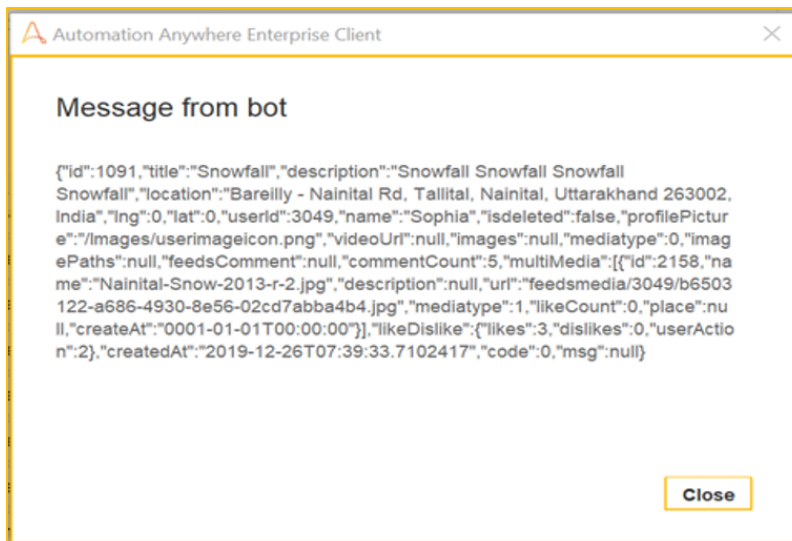 Automation Anywhere Enterprise Client
Message from bot
{"id":1091,"title":"Snowfall","description":"Snowfall Snowfall Snowfall
Snowfall","location":"Bareilly - Nainital Rd, Tallital, Nainital, Uttarakhand 263002,
India","lng":0,"lat":0,"userId":3049,"name":"Sophia","isdeleted":false,"profilePictur
e":"/Images/userimageicon.png","videoUrl":null,"images":null,"mediatype":0,"imag
ePaths":null,"feedsComment":null,"commentCount":5,"multiMedia":[{"id":2158,"na
me":"Nainital-Snow-2013-r-2.jpg","description":null,"url":"feedsmedia/3049/b6503
122-a686-4930-8e56-02cd7abba4b4.jpg","mediatype":1,"likeCount":0,"place":nu
ll,"createAt":"0001-01-01T00:00:00"}],"likeDislike":{"likes":3,"dislikes":0,"userActio
n":2},"createdAt":"2019-12-26T07:39:33.7102417","code":0,"msg":null}
Close